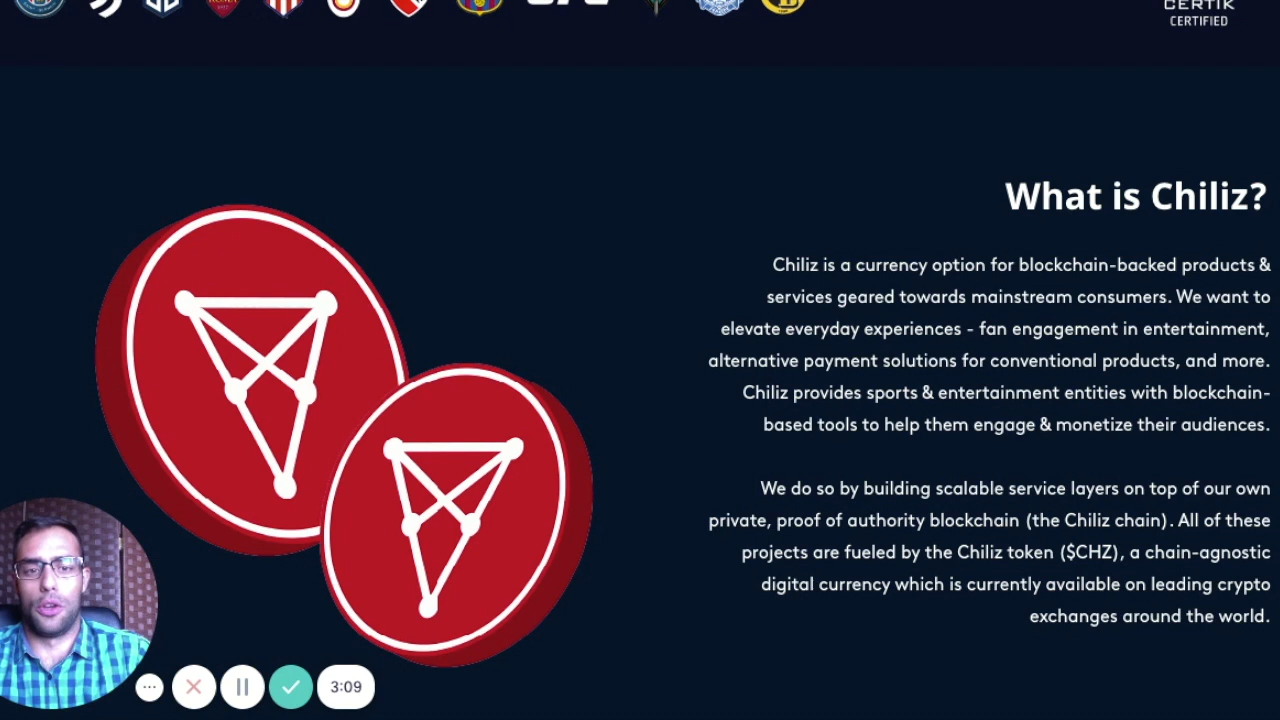 CERTIK
CERTIFIED
What is Chiliz?
Chiliz is a currency option for blockchain-backed products &
services geared towards mainstream consumers. We want to
elevate everyday experiences - fan engagement in entertainment,
alternative payment solutions for conventional products, and more.
Chiliz provides sports & entertainment entities with blockchain-
based tools to help them engage & monetize their audiences.
We do so by building scalable service layers on top of our own
private, proof of authority blockchain (the Chiliz chain). All of these
projects are fueled by the Chiliz token ($CHZ), a chain-agnostic
digital currency which is currently available on leading crypto
exchanges around the world.
3:09